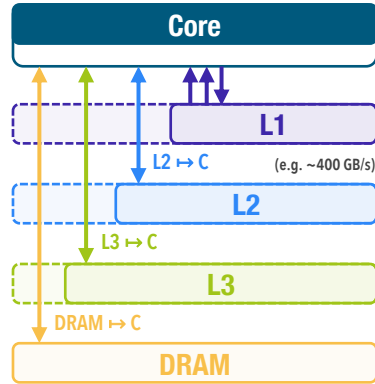 Core
L1
L2 ↦ C
(e.g. ~400 GB/s)
L2
L3 ↦ C
L3
DRAM ↦ C
DRAM